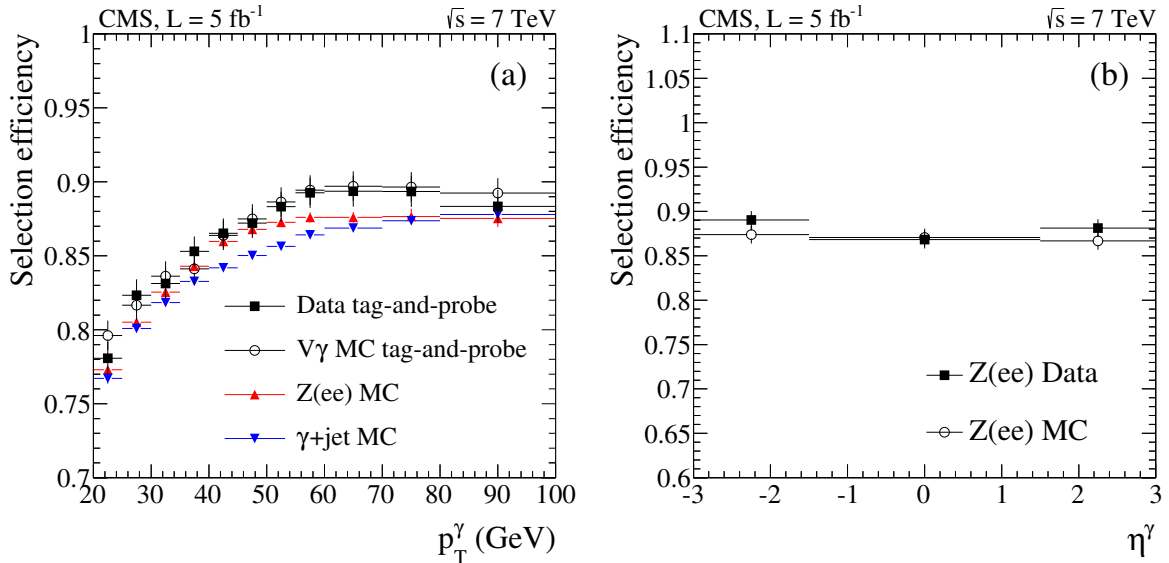 CMS, L = 5 fb-1
√s = 7 TeV
(a)
Selection efficiency
1
0.95
0.9
0.85
0.8
0.75
0.7
Data tag-and-probe
Vγ MC tag-and-probe
Z(ee) MC
γ+jet MC
20 30 40 50 60 70 80 90 100
pTγ (GeV)
CMS, L = 5 fb-1
√s = 7 TeV
(b)
Selection efficiency
1.1
1.05
1
0.95
0.9
0.85
0.8
0.75
0.7
0.65
0.6
Z(ee) Data
Z(ee) MC
-3 -2 -1 0 1 2 3
ηγ